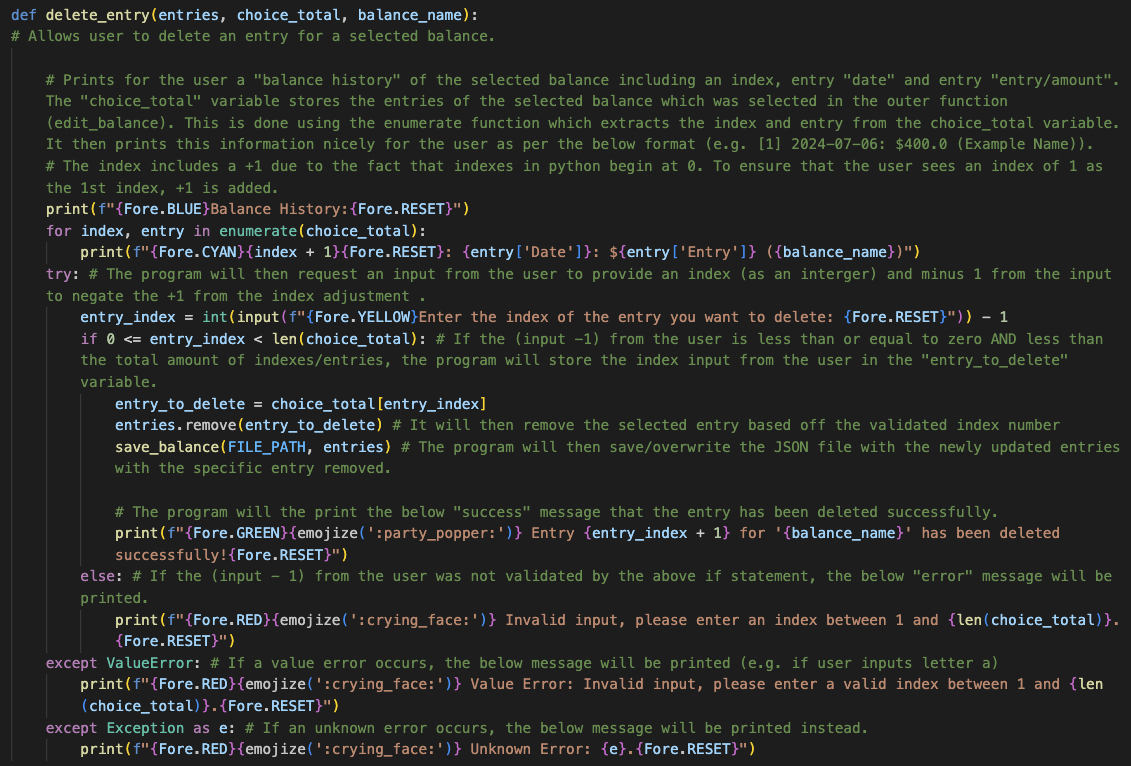 def delete_entry(entries, choice_total, balance_name):
# Allows user to delete an entry for a selected balance.
# Prints for the user a "balance history" of the selected balance including an index, entry "date" and entry "entry/amount".
The "choice_total" variable stores the entries of the selected balance which was selected in the outer function
(edit_balance). This is done using the enumerate function which extracts the index and entry from the choice_total variable.
It then prints this information nicely for the user as per the below format (e.g. [1] 2024-07-06: $400.0 (Example Name)).
# The index includes a +1 due to the fact that indexes in python begin at 0. To ensure that the user sees an index of 1 as
the 1st index, +1 is added.
print(f"{Fore.BLUE}Balance History:{Fore.RESET}")
for index, entry in enumerate(choice_total):
print(f"{Fore.CYAN}{index + 1}{Fore.RESET}: {entry['Date']}: ${entry['Entry']} ({balance_name})")
try: # The program will then request an input from the user to provide an index (as an interger) and minus 1 from the input
to negate the +1 from the index adjustment .
entry_index = int(input(f"{Fore.YELLOW}Enter the index of the entry you want to delete: {Fore.RESET}")) - 1
if 0 <= entry_index < len(choice_total): # If the (input -1) from the user is less than or equal to zero AND less than
the total amount of indexes/entries, the program will store the index input from the user in the "entry_to_delete"
variable.
entry_to_delete = choice_total[entry_index]
entries.remove(entry_to_delete) # It will then remove the selected entry based off the validated index number
save_balance(FILE_PATH, entries) # The program will then save/overwrite the JSON file with the newly updated entries
with the specific entry removed.
# The program will the print the below "success" message that the entry has been deleted successfully.
print(f"{Fore.GREEN}{emojize(':party_popper:')} Entry {entry_index + 1} for '{balance_name}' has been deleted
successfully!{Fore.RESET}")
else: # If the (input - 1) from the user was not validated by the above if statement, the below "error" message will be
printed.
print(f"{Fore.RED}{emojize(':crying_face:')} Invalid input, please enter an index between 1 and {len(choice_total)}.
{Fore.RESET}")
except ValueError: # If a value error occurs, the below message will be printed (e.g. if user inputs letter a)
print(f"{Fore.RED}{emojize(':crying_face:')} Value Error: Invalid input, please enter a valid index between 1 and {len
(choice_total)}.{Fore.RESET}")
except Exception as e: # If an unknown error occurs, the below message will be printed instead.
print(f"{Fore.RED}{emojize(':crying_face:')} Unknown Error: {e}.{Fore.RESET}")